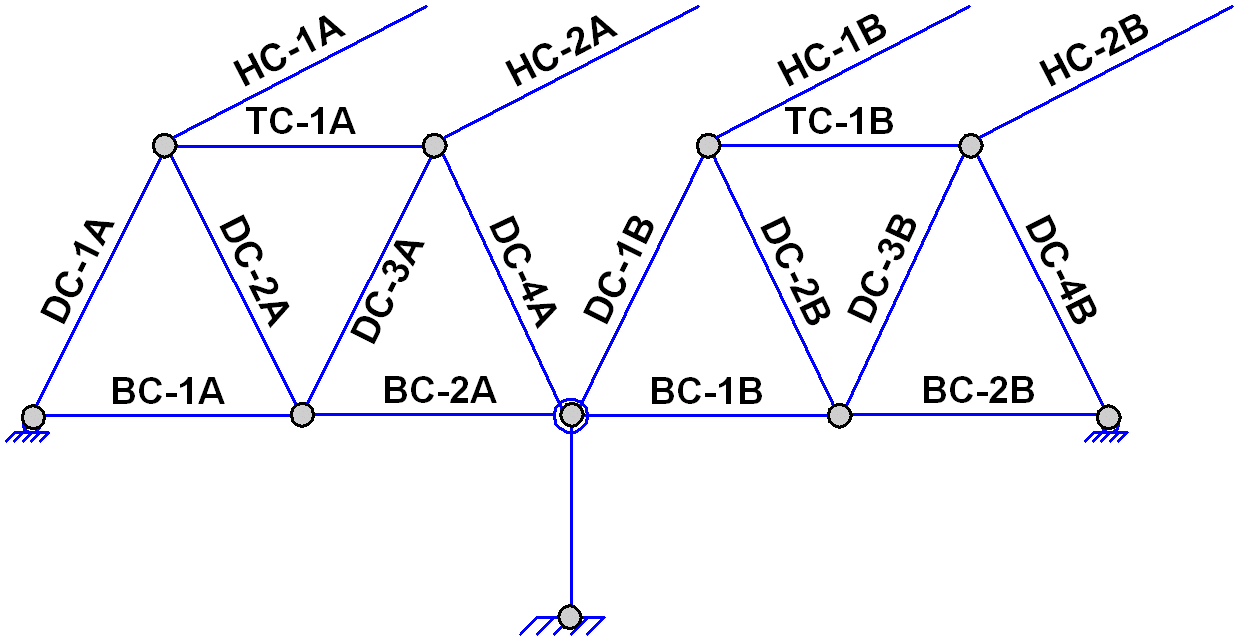 HC-1A
HC-2A
HC-1B
HC-2B
TC-1A
TC-1B
DC-1A
DC-2A
DC-3A
DC-4A
DC-1B
DC-2B
DC-3B
DC-4B
BC-1A
BC-2A
BC-1B
BC-2B